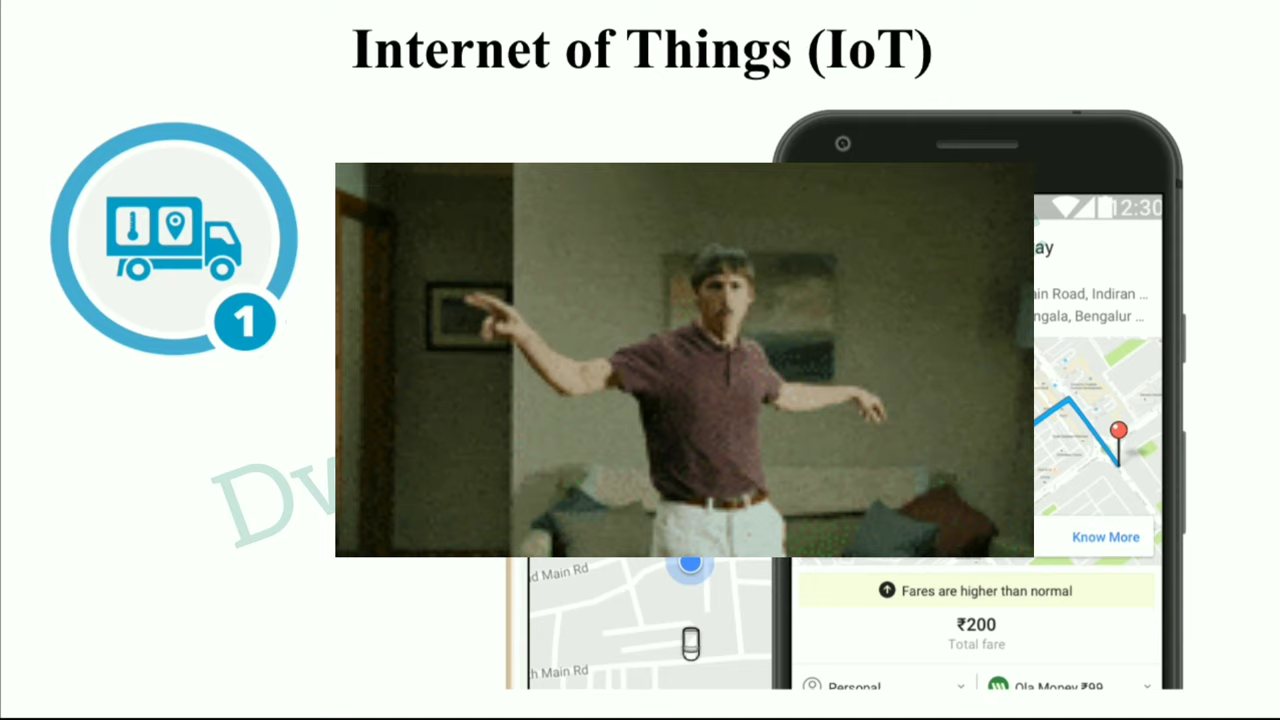 Internet of Things (IoT)
1
12:30
ay
ain Road, Indiran ...
ngala, Bengalur ...
Know More
d Main Rd
Fares are higher than normal
₹200
Total fare
h Main Rd
Personal
Ola Money ₹99